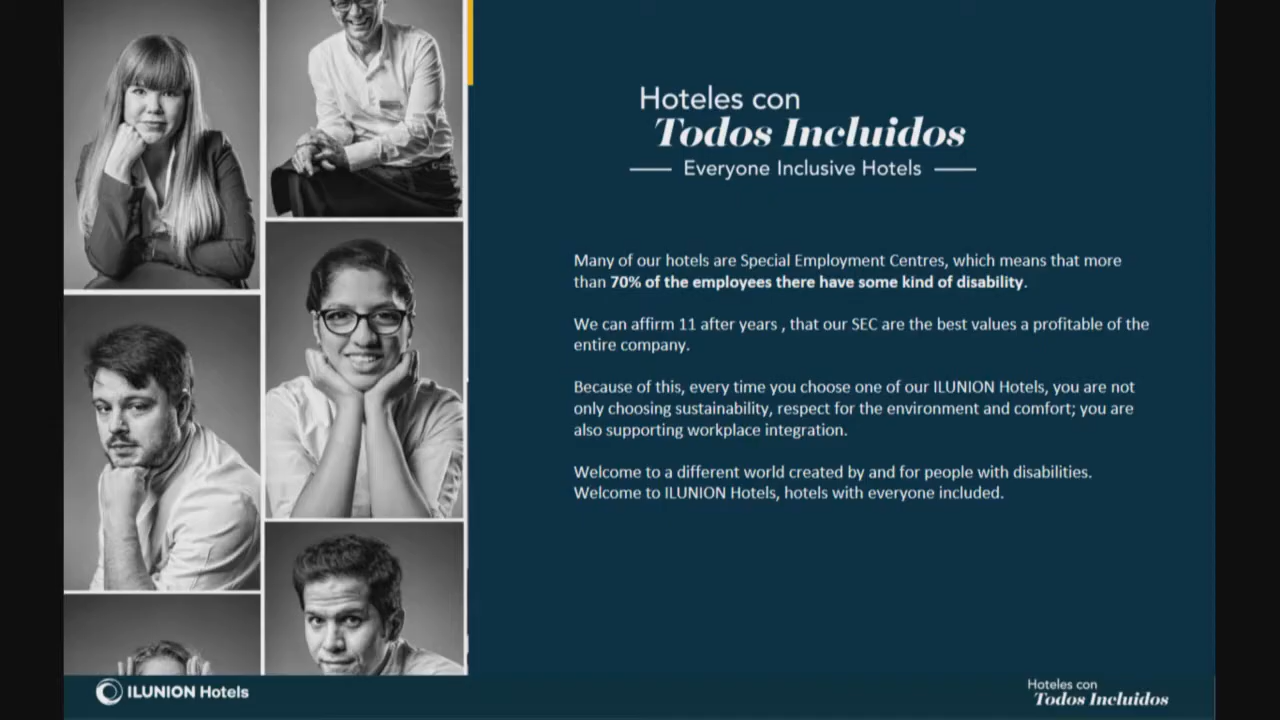 Hoteles con
Todos Incluidos
Everyone Inclusive Hotels
Many of our hotels are Special Employment Centres, which means that more
than 70% of the employees there have some kind of disability.
We can affirm 11 after years , that our SEC are the best values a profitable of the
entire company.
Because of this, every time you choose one of our ILUNION Hotels, you are not
only choosing sustainability, respect for the environment and comfort; you are
also supporting workplace integration.
Welcome to a different world created by and for people with disabilities.
Welcome to ILUNION Hotels, hotels with everyone included.
ILUNION Hotels
Hoteles con
Todos Incluidos